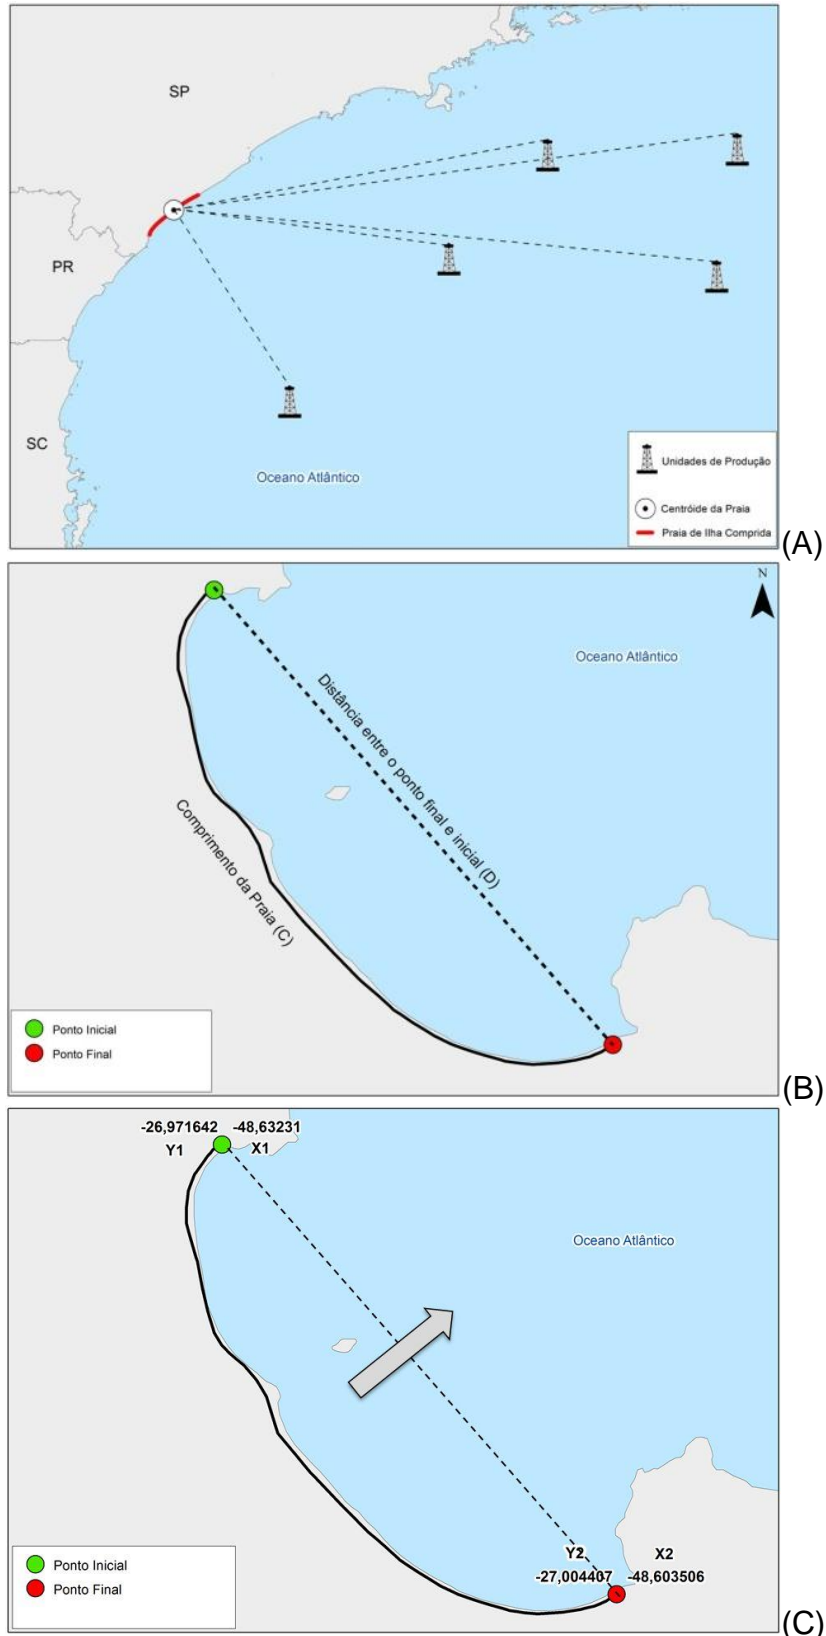 SP
PR
SC
Oceano Atlântico
Unidades de Produção
Centróide da Praia
Praia de Ilha Comprida
(A)
N
Oceano Atlântico
Distância entre o ponto final e inicial (D)
Comprimento da Praia (C)
Ponto Inicial
Ponto Final
(B)
-26,971642 -48,63231
Y1 X1
Oceano Atlântico
Y2 X2
-27,004407 -48,603506
Ponto Inicial
Ponto Final
(C)